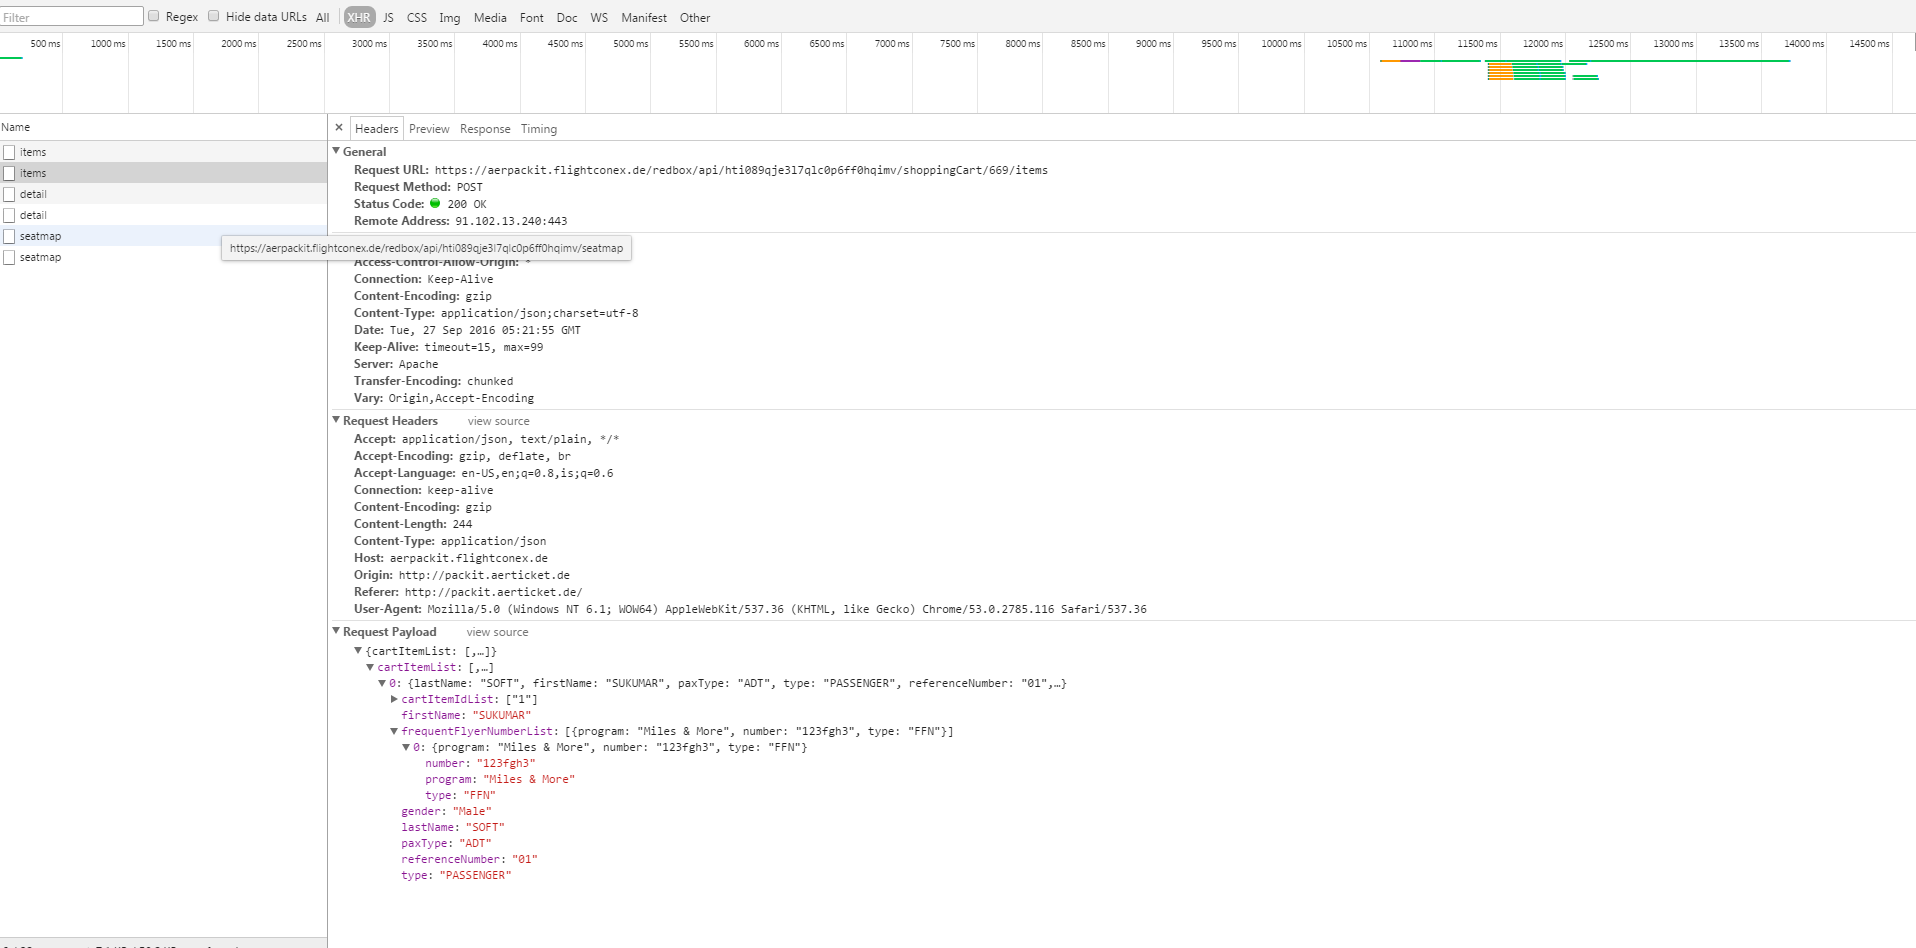 Filter Regex Hide data URLs All XHR JS CSS Img Media Font Doc WS Manifest Other
500 ms 1000 ms 1500 ms 2000 ms 2500 ms 3000 ms 3500 ms 4000 ms 4500 ms 5000 ms 5500 ms 6000 ms 6500 ms 7000 ms 7500 ms 8000 ms 8500 ms 9000 ms 9500 ms 10000 ms 10500 ms 11000 ms 11500 ms 12000 ms 12500 ms 13000 ms 13500 ms 14000 ms 14500 ms
Name
items
items
detail
detail
seatmap
seatmap
https://aerpackit.flightconex.de/redbox/api/hti089qje3l7qlc0p6ff0hqimv/seatmap
× Headers Preview Response Timing
General
Request URL: https://aerpackit.flightconex.de/redbox/api/hti089qje3l7qlc0p6ff0hqimv/shoppingCart/669/items
Request Method: POST
Status Code: 200 OK
Remote Address: 91.102.13.240:443
Access-Control-Allow-Origin: *
Connection: Keep-Alive
Content-Encoding: gzip
Content-Type: application/json;charset=utf-8
Date: Tue, 27 Sep 2016 05:21:55 GMT
Keep-Alive: timeout=15, max=99
Server: Apache
Transfer-Encoding: chunked
Vary: Origin,Accept-Encoding
Request Headers view source
Accept: application/json, text/plain, */*
Accept-Encoding: gzip, deflate, br
Accept-Language: en-US,en;q=0.8,is;q=0.6
Connection: keep-alive
Content-Encoding: gzip
Content-Length: 244
Content-Type: application/json
Host: aerpackit.flightconex.de
Origin: http://packit.aerticket.de
Referer: http://packit.aerticket.de/
User-Agent: Mozilla/5.0 (Windows NT 6.1; WOW64) AppleWebKit/537.36 (KHTML, like Gecko) Chrome/53.0.2785.116 Safari/537.36
Request Payload view source
{cartItemList: [,…]}
cartItemList: [,…]
0: {lastName: "SOFT", firstName: "SUKUMAR", paxType: "ADT", type: "PASSENGER", referenceNumber: "01",…}
cartItemIdList: ["1"]
firstName: "SUKUMAR"
frequentFlyerNumberList: [{program: "Miles & More", number: "123fgh3", type: "FFN"}]
0: {program: "Miles & More", number: "123fgh3", type: "FFN"}
number: "123fgh3"
program: "Miles & More"
type: "FFN"
gender: "Male"
lastName: "SOFT"
paxType: "ADT"
referenceNumber: "01"
type: "PASSENGER"